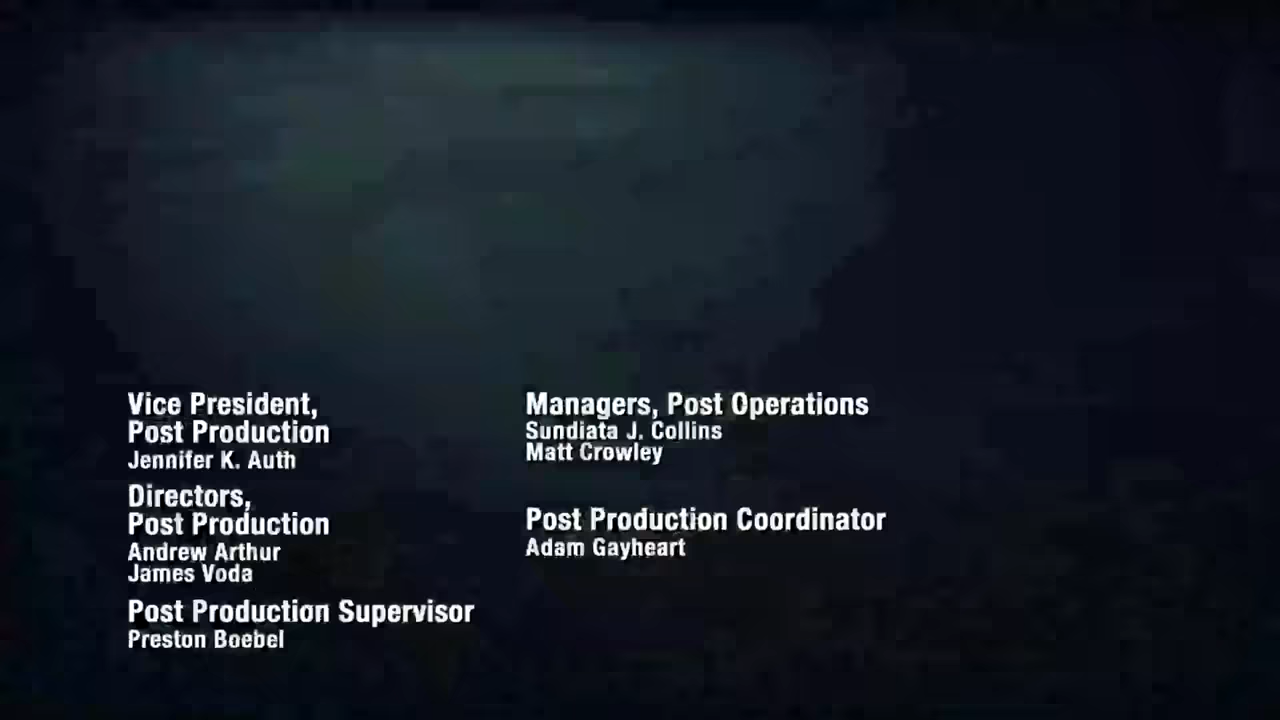 Vice President,
Post Production
Jennifer K. Auth
Directors,
Post Production
Andrew Arthur
James Voda
Post Production Supervisor
Preston Boebel
Managers, Post Operations
Sundiata J. Collins
Matt Crowley
Post Production Coordinator
Adam Gayheart